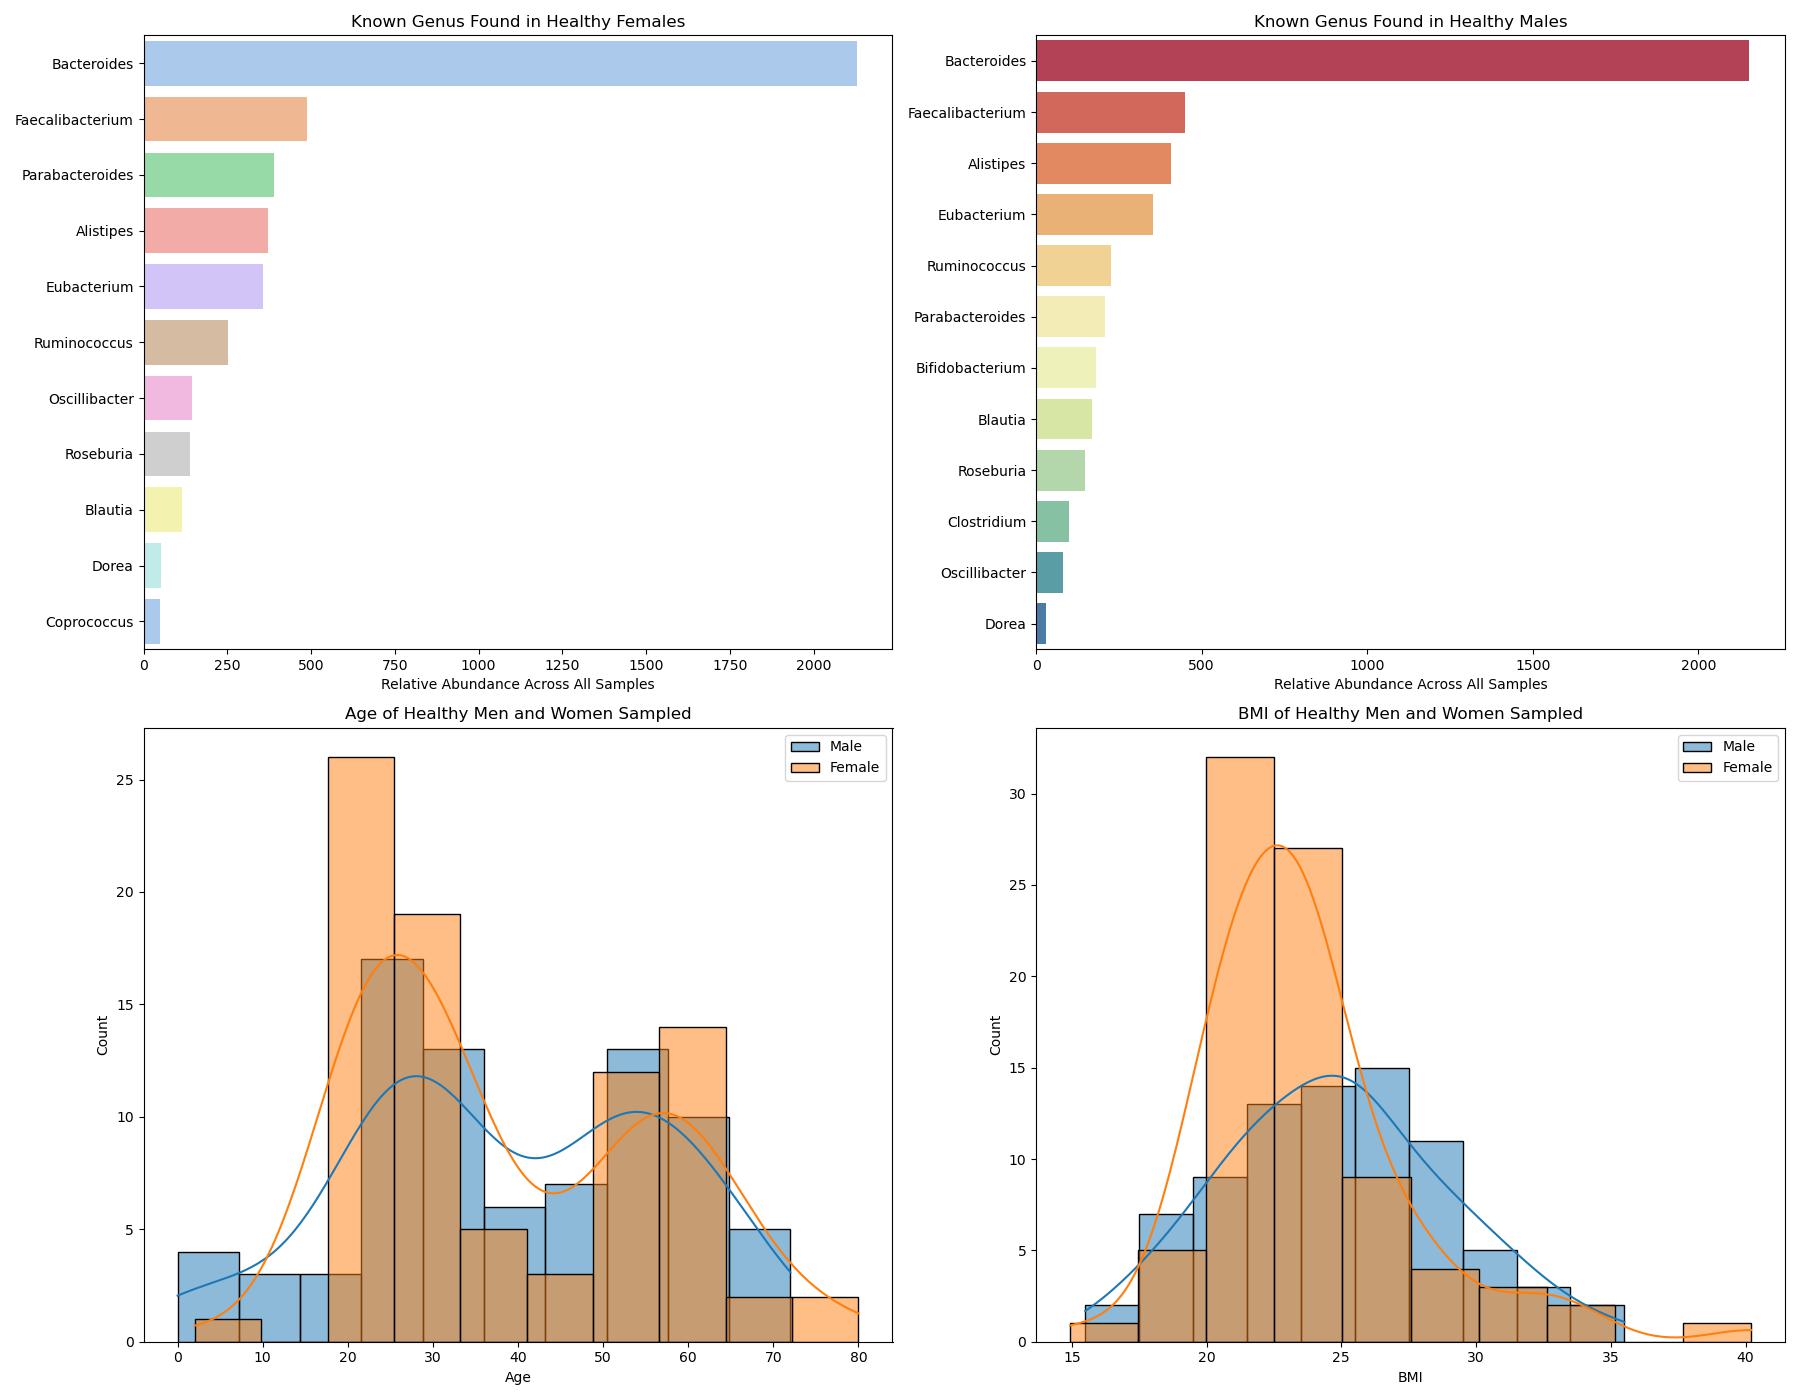 Known Genus Found in Healthy Females
Bacteroides
Faecalibacterium
Parabacteroides
Alistipes
Eubacterium
Ruminococcus
Oscillibacter
Roseburia
Blautia
Dorea
Coprococcus
0 250 500 750 1000 1250 1500 1750 2000
Relative Abundance Across All Samples
Known Genus Found in Healthy Males
Bacteroides
Faecalibacterium
Alistipes
Eubacterium
Ruminococcus
Parabacteroides
Bifidobacterium
Blautia
Roseburia
Clostridium
Oscillibacter
Dorea
0 500 1000 1500 2000
Relative Abundance Across All Samples
Age of Healthy Men and Women Sampled
Male
Female
25
20
15
10
5
0
Count
0 10 20 30 40 50 60 70 80
Age
BMI of Healthy Men and Women Sampled
Male
Female
30
25
20
15
10
5
0
Count
15 20 25 30 35 40
BMI